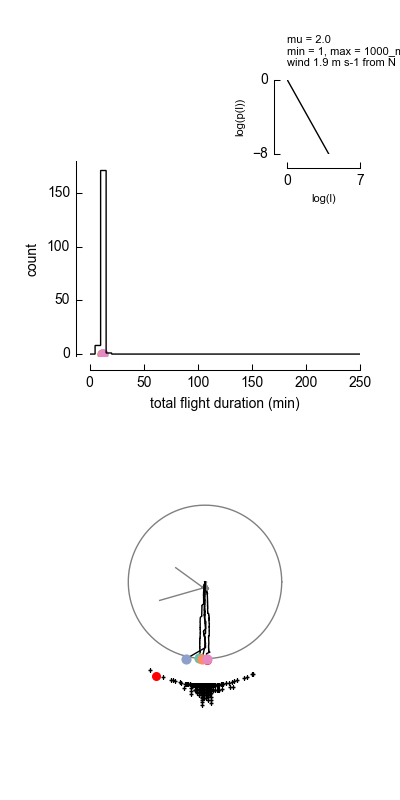 mu = 2.0
min = 1, max = 1000_m
wind 1.9 m s-1 from N
0
log(p(l))
−8
0 7
log(l)
150
count
100
50
0
0 50 100 150 200 250
total flight duration (min)